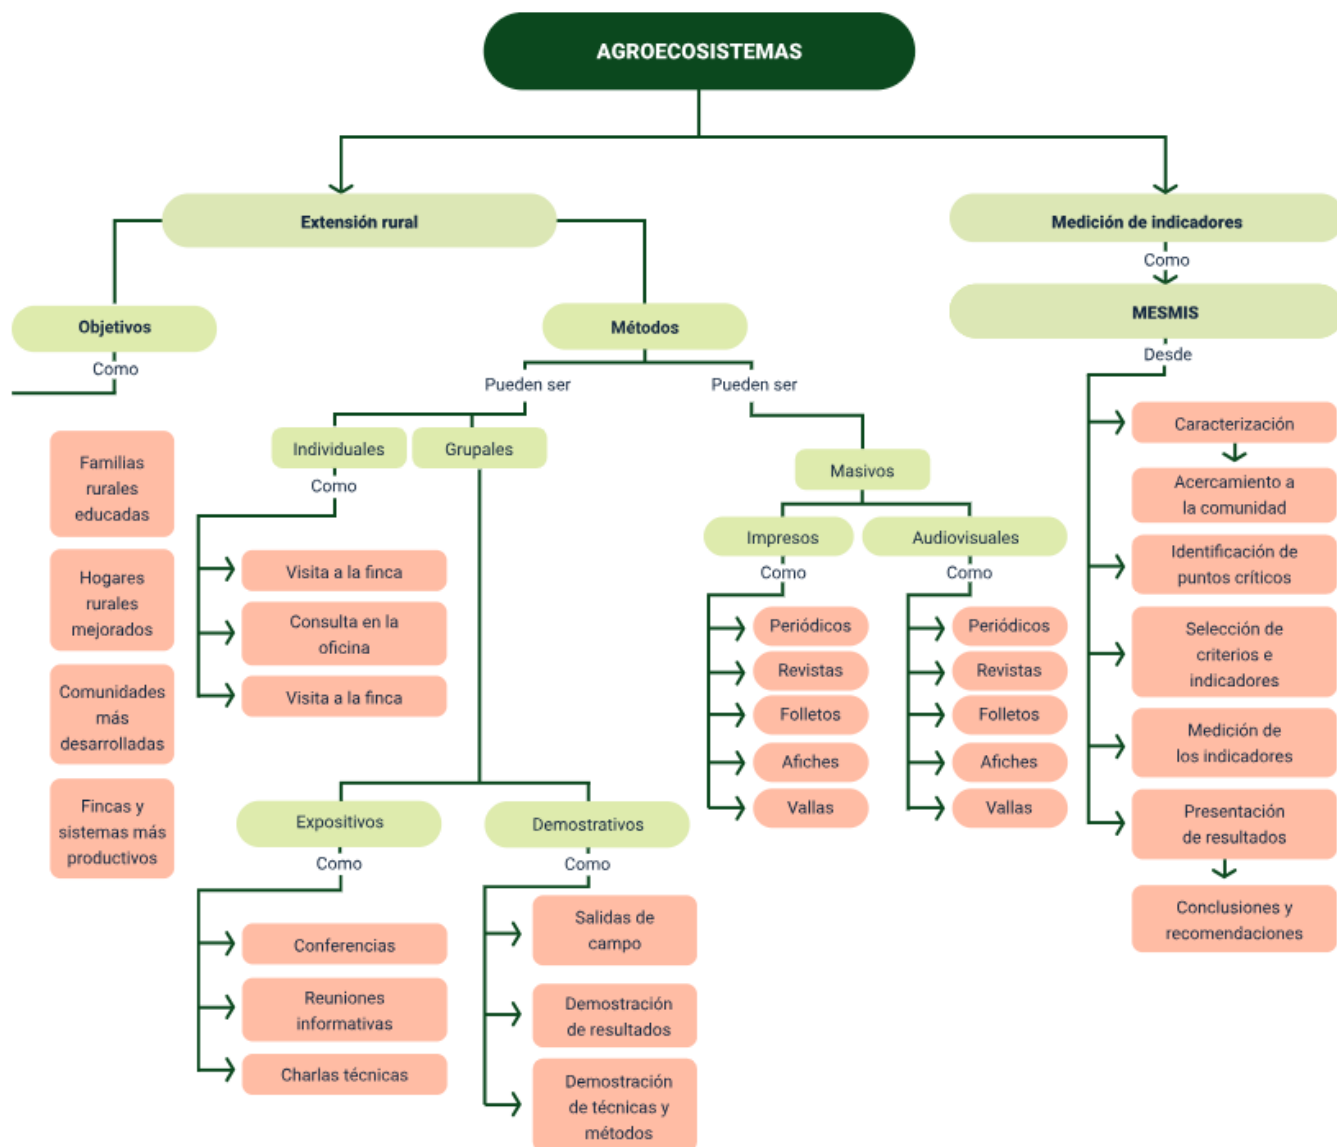 AGROECOSISTEMAS
Extensión rural
Medición de indicadores
Como
MESMIS
Desde
Objetivos
Como
Métodos
Pueden ser
Pueden ser
Familias
rurales
educadas
Hogares
rurales
mejorados
Comunidades
más
desarrolladas
Fincas y
sistemas más
productivos
Individuales
Como
Visita a la finca
Consulta en la
oficina
Visita a la finca
Grupales
Expositivos
Como
Conferencias
Reuniones
informativas
Charlas técnicas
Demostrativos
Como
Salidas de
campo
Demostración
de resultados
Demostración
de técnicas y
métodos
Masivos
Impresos
Como
Periódicos
Revistas
Folletos
Afiches
Vallas
Audiovisuales
Como
Periódicos
Revistas
Folletos
Afiches
Vallas
Caracterización
Acercamiento a
la comunidad
Identificación de
puntos críticos
Selección de
criterios e
indicadores
Medición de
los indicadores
Presentación
de resultados
Conclusiones y
recomendaciones